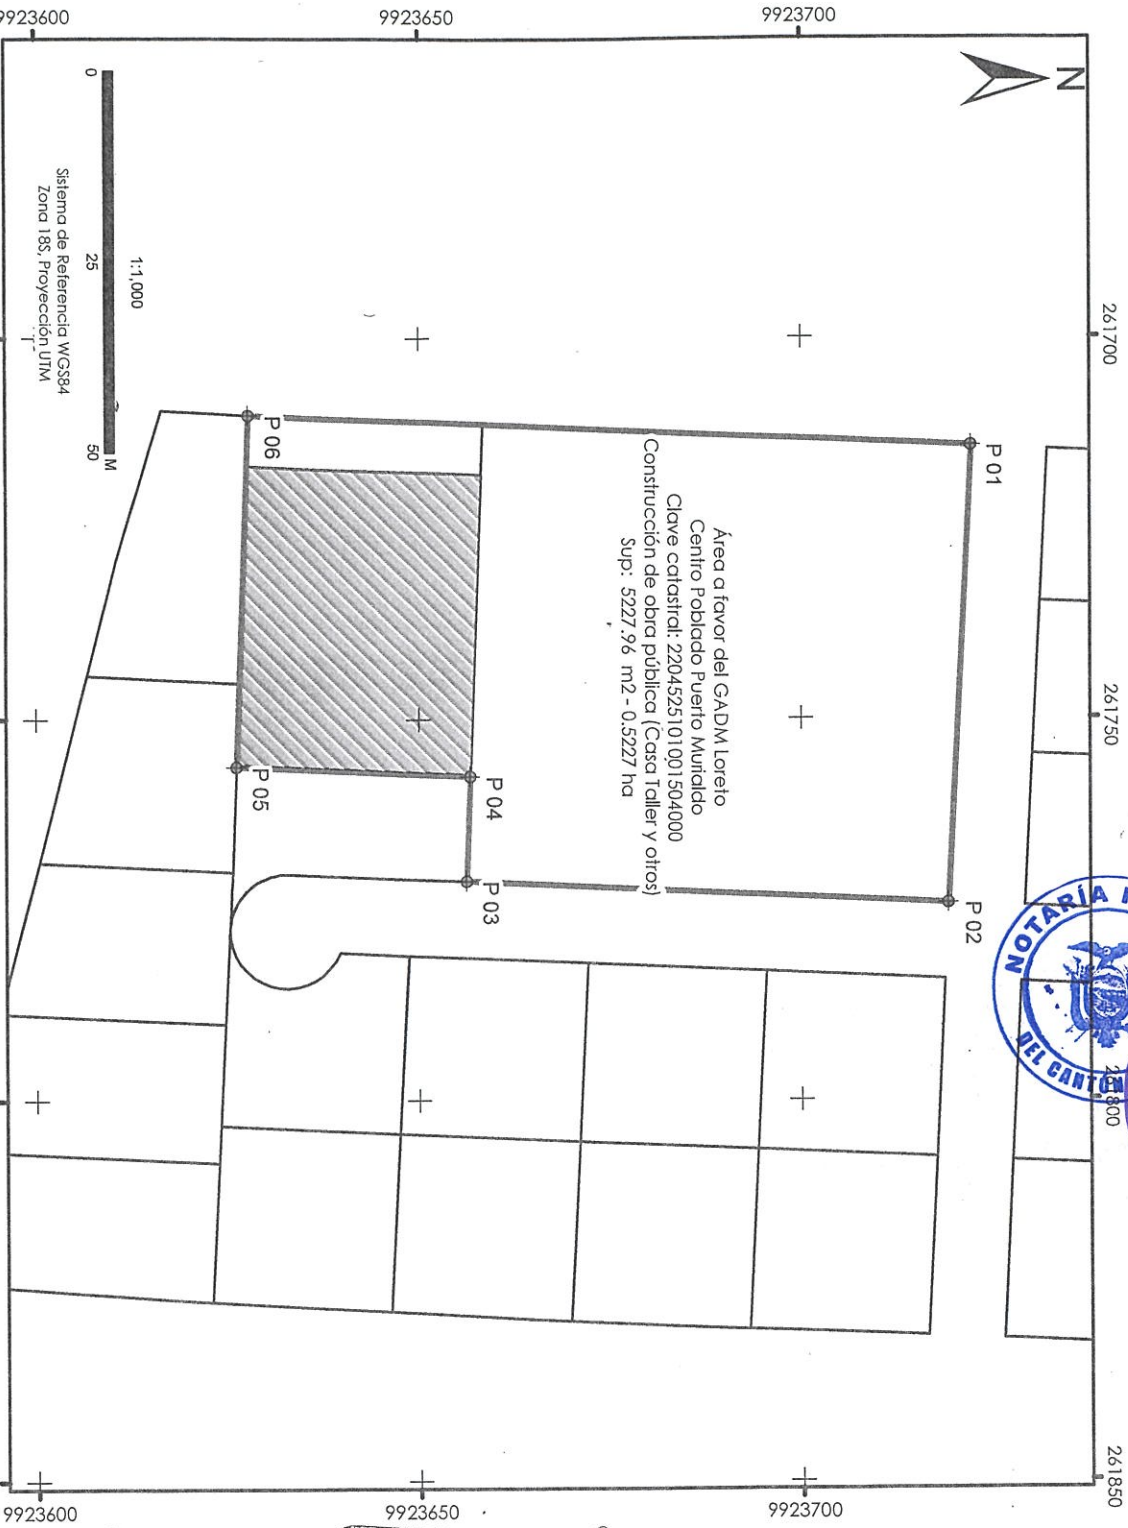 9923600
9923650
9923700
N
261700
261750
261800
261850
P 01
P 02
P 03
P 04
P 05
P 06
Área a favor del GADM Loreto
Centro Poblado Puerto Murialdo
Clave catastral: 2204525101001504000
Construcción de obra pública (Casa Taller y otros)
Sup: 5227.96 m2 - 0.5227 ha
1:1,000
0
25
50
M
Sistema de Referencia WGS84
Zona 18S, Proyección UTM
NOTARÍA
DEL CANTÓN
9923600
9923650
9923700